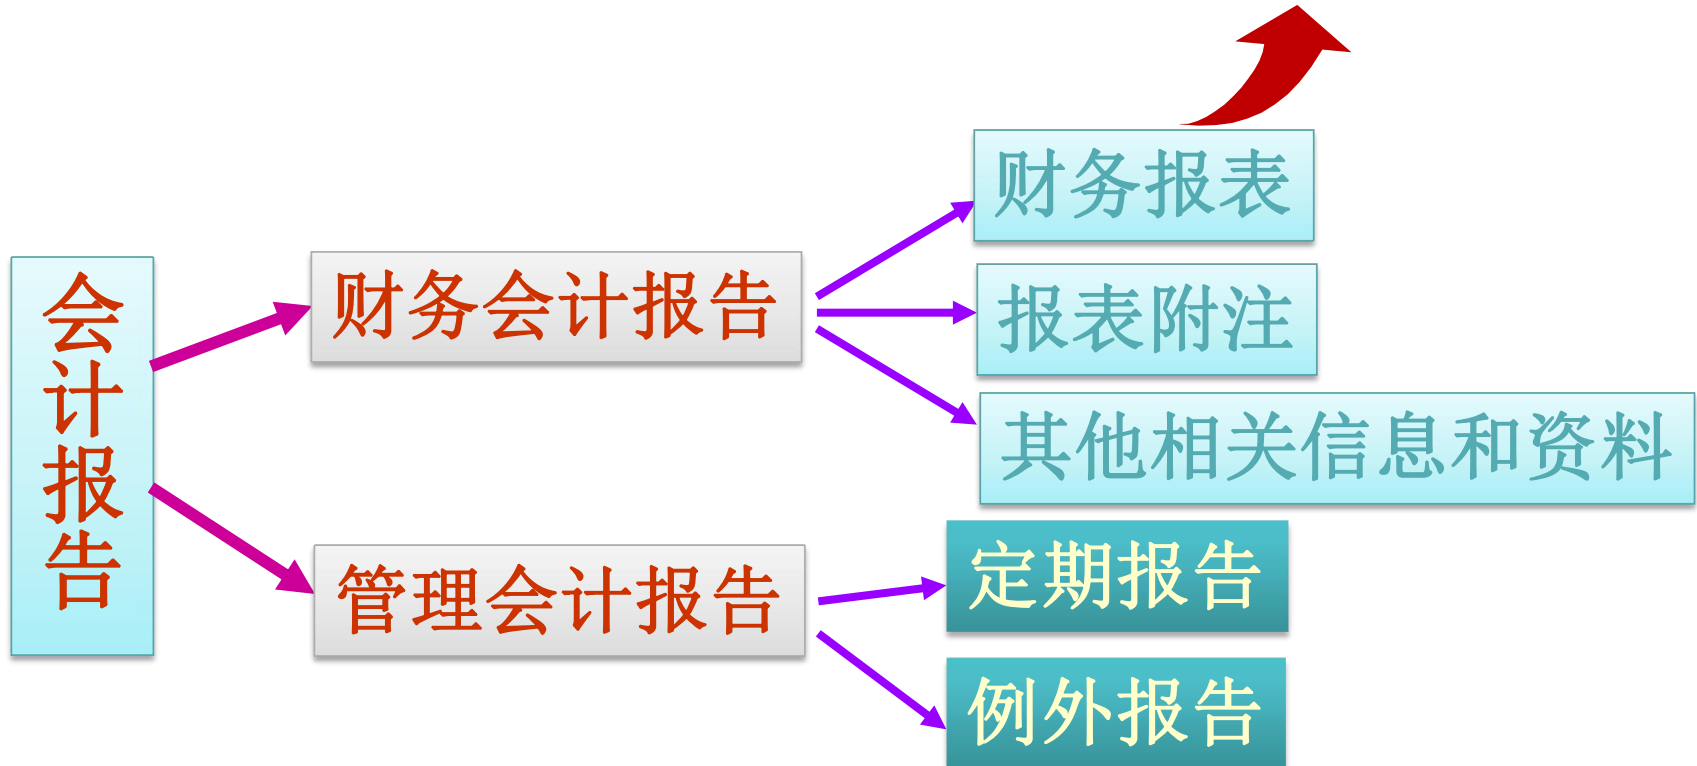 会计报告
财务会计报告
财务报表
报表附注
其他相关信息和资料
管理会计报告
定期报告
例外报告